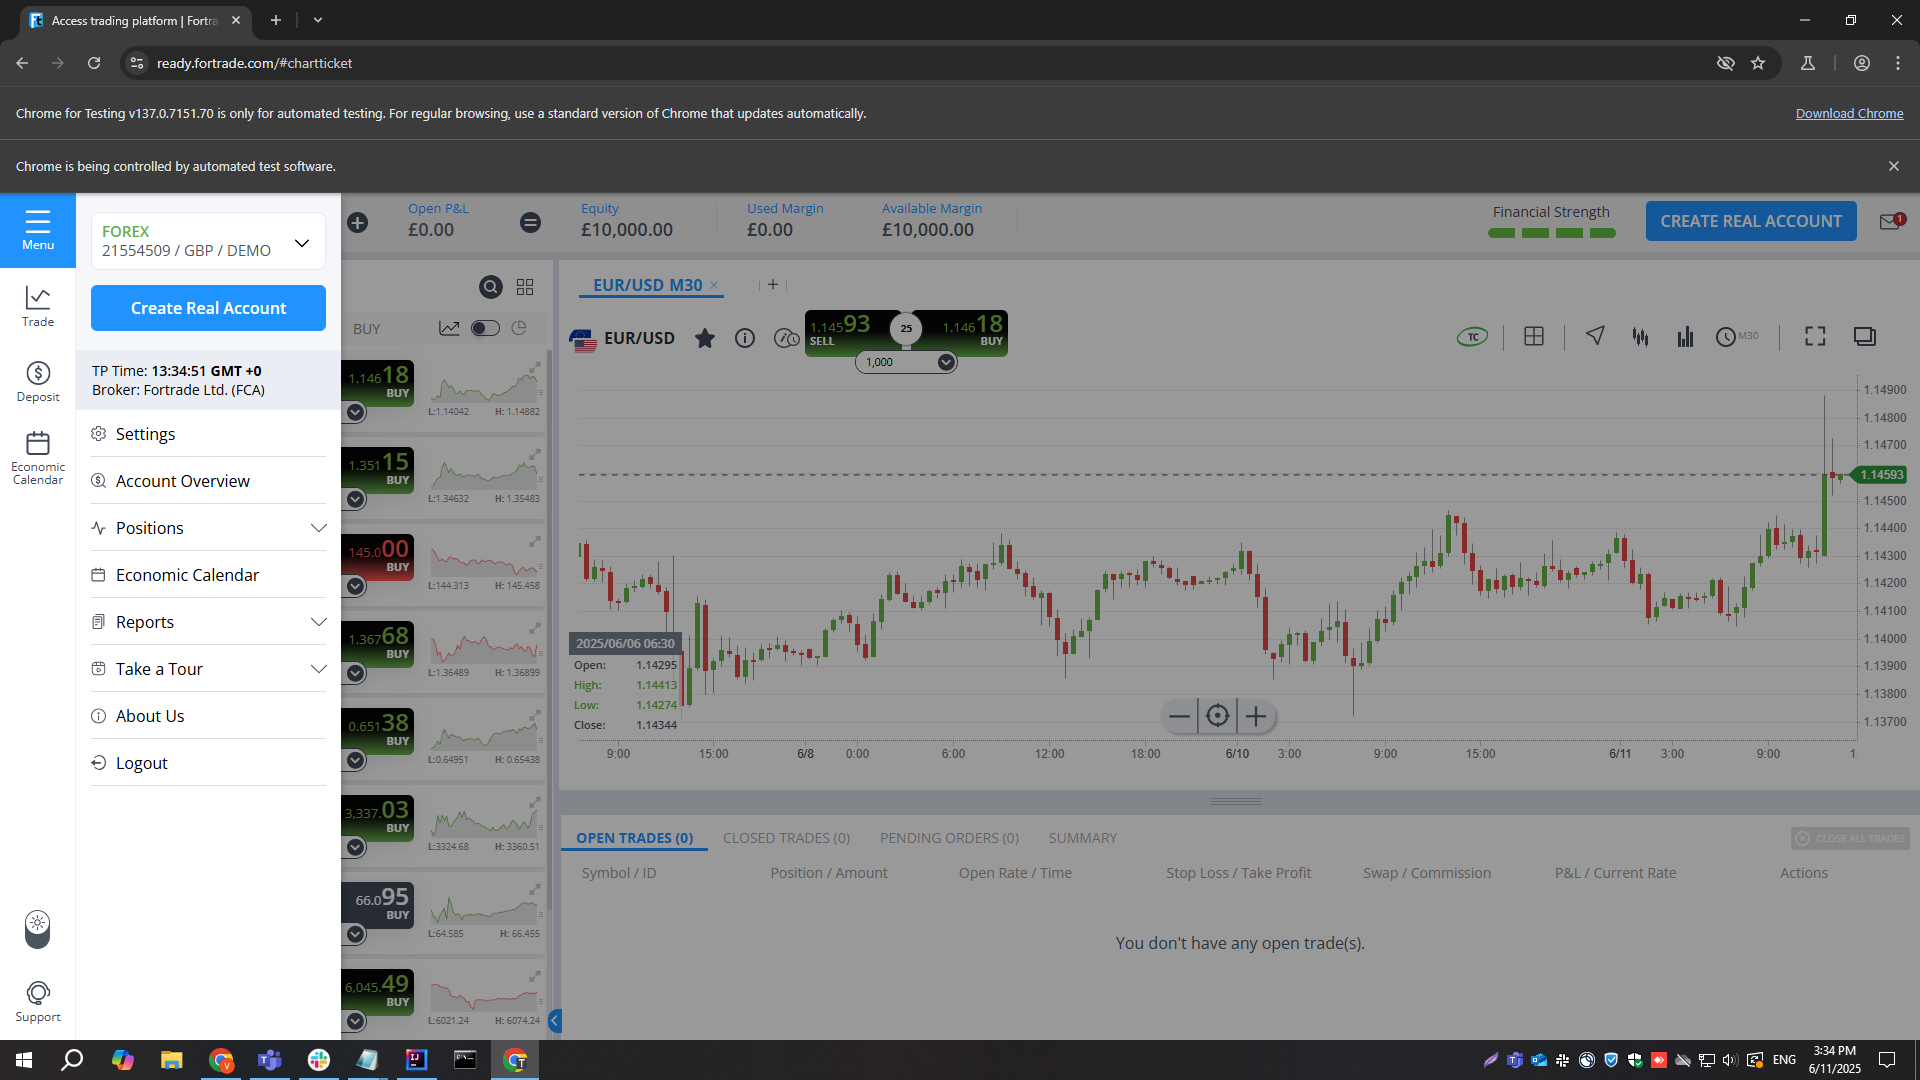 Access trading platform | Fortra
ready.fortrade.com/#chartticket
Chrome for Testing v137.0.7151.70 is only for automated testing. For regular browsing, use a standard version of Chrome that updates automatically.
Download Chrome
Chrome is being controlled by automated test software.
Menu
Trade
Deposit
Economic
Calendar
Support
FOREX
21554509 / GBP / DEMO
Create Real Account
TP Time: 13:34:51 GMT +0
Broker: Fortrade Ltd. (FCA)
Settings
Account Overview
Positions
Economic Calendar
Reports
Take a Tour
About Us
Logout
Open P&L
£0.00
Equity
£10,000.00
Used Margin
£0.00
Available Margin
£10,000.00
Financial Strength
CREATE REAL ACCOUNT
1
BUY
1.14618
BUY
L:1.14042 H: 1.14882
1.35115
BUY
L:1.34632 H: 1.35483
145.000
BUY
L:144.313 H: 145.458
1.36768
BUY
L:1.36489 H: 1.36899
0.65138
BUY
L:0.64951 H: 0.65438
3,337.03
BUY
L:3324.68 H: 3360.51
66.095
BUY
L:64.585 H: 66.455
6,045.49
BUY
L:6021.24 H: 6074.24
EUR/USD M30
EUR/USD
1.14593
SELL
25
1.14618
BUY
1,000
TC
M30
1.14900
1.14800
1.14700
1.14593
1.14500
1.14400
1.14300
1.14200
1.14100
1.14000
1.13900
1.13800
1.13700
2025/06/06 06:30
Open: 1.14295
High: 1.14413
Low: 1.14274
Close: 1.14344
9:00 15:00 6/8 0:00 6:00 12:00 18:00 6/10 3:00 9:00 15:00 6/11 3:00 9:00 1
OPEN TRADES (0) CLOSED TRADES (0) PENDING ORDERS (0) SUMMARY
CLOSE ALL TRADES
Symbol / ID Position / Amount Open Rate / Time Stop Loss / Take Profit Swap / Commission P&L / Current Rate Actions
You don't have any open trade(s).
ENG
3:34 PM
6/11/2025